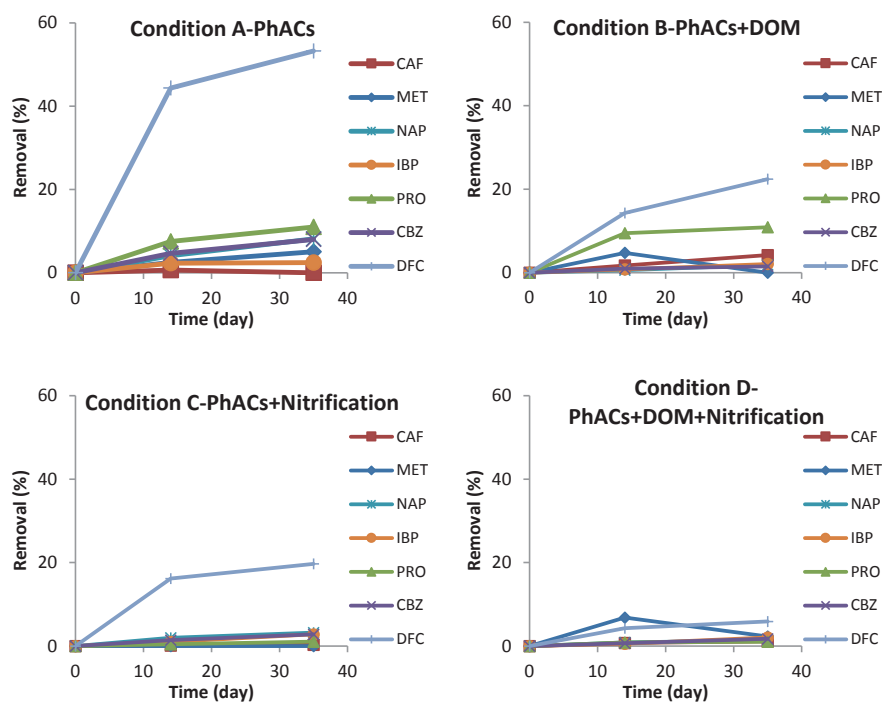 Condition A-PhACs
60
40
20
0
Removal (%)
0 10 20 30 40
Time (day)
CAF
MET
NAP
IBP
PRO
CBZ
DFC
Condition B-PhACs+DOM
60
40
20
0
Removal (%)
0 10 20 30 40
Time (day)
CAF
MET
NAP
IBP
PRO
CBZ
DFC
Condition C-PhACs+Nitrification
60
40
20
0
Removal (%)
0 10 20 30 40
Time (day)
CAF
MET
NAP
IBP
PRO
CBZ
DFC
Condition D-
PhACs+DOM+Nitrification
60
40
20
0
Removal (%)
0 10 20 30 40
Time (day)
CAF
MET
NAP
IBP
PRO
CBZ
DFC